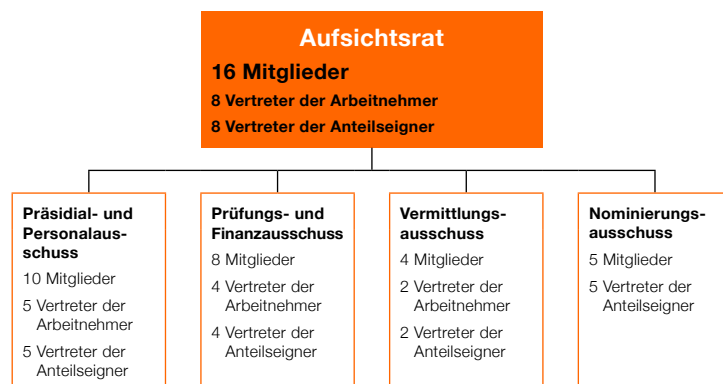 Aufsichtsrat
16 Mitglieder
8 Vertreter der Arbeitnehmer
8 Vertreter der Anteilseigner
Präsidial- und
Personalaus-
schuss
10 Mitglieder
5 Vertreter der
Arbeitnehmer
5 Vertreter der
Anteilseigner
Prüfungs- und
Finanzausschuss
8 Mitglieder
4 Vertreter der
Arbeitnehmer
4 Vertreter der
Anteilseigner
Vermittlungs-
ausschuss
4 Mitglieder
2 Vertreter der
Arbeitnehmer
2 Vertreter der
Anteilseigner
Nominierungs-
ausschuss
5 Mitglieder
5 Vertreter der
Anteilseigner